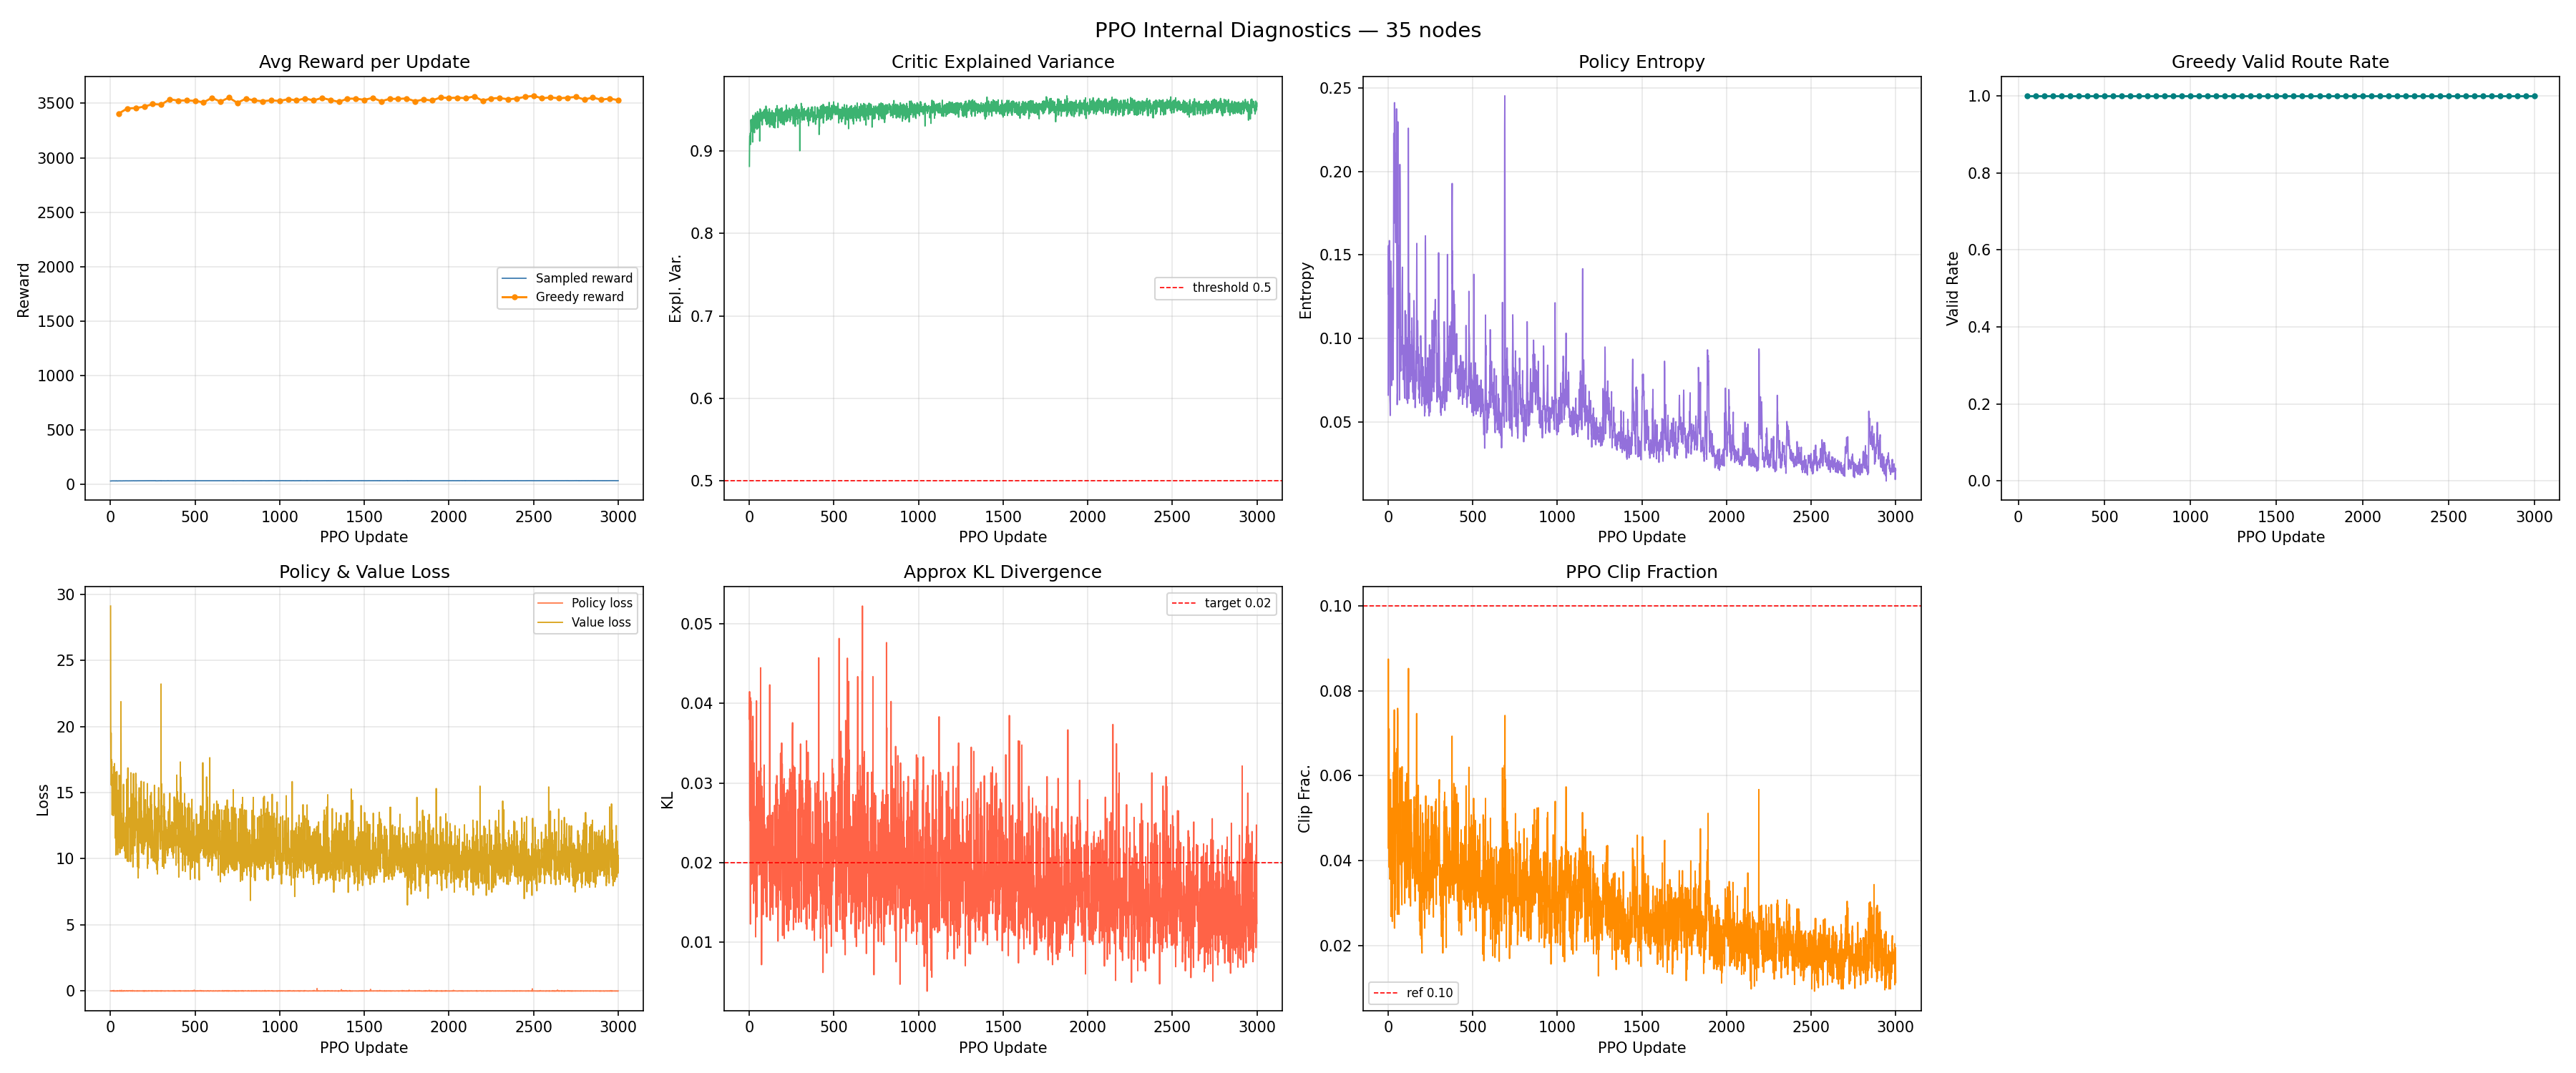 PPO Internal Diagnostics — 35 nodes
Avg Reward per Update
Reward
3500
3000
2500
2000
1500
1000
500
0
Sampled reward
Greedy reward
0 500 1000 1500 2000 2500 3000
PPO Update
Critic Explained Variance
Expl. Var.
0.9
0.8
0.7
0.6
0.5
threshold 0.5
0 500 1000 1500 2000 2500 3000
PPO Update
Policy Entropy
Entropy
0.25
0.20
0.15
0.10
0.05
0 500 1000 1500 2000 2500 3000
PPO Update
Greedy Valid Route Rate
Valid Rate
1.0
0.8
0.6
0.4
0.2
0.0
0 500 1000 1500 2000 2500 3000
PPO Update
Policy & Value Loss
Loss
30
25
20
15
10
5
0
Policy loss
Value loss
0 500 1000 1500 2000 2500 3000
PPO Update
Approx KL Divergence
KL
0.05
0.04
0.03
0.02
0.01
target 0.02
0 500 1000 1500 2000 2500 3000
PPO Update
PPO Clip Fraction
Clip Frac.
0.10
0.08
0.06
0.04
0.02
ref 0.10
0 500 1000 1500 2000 2500 3000
PPO Update